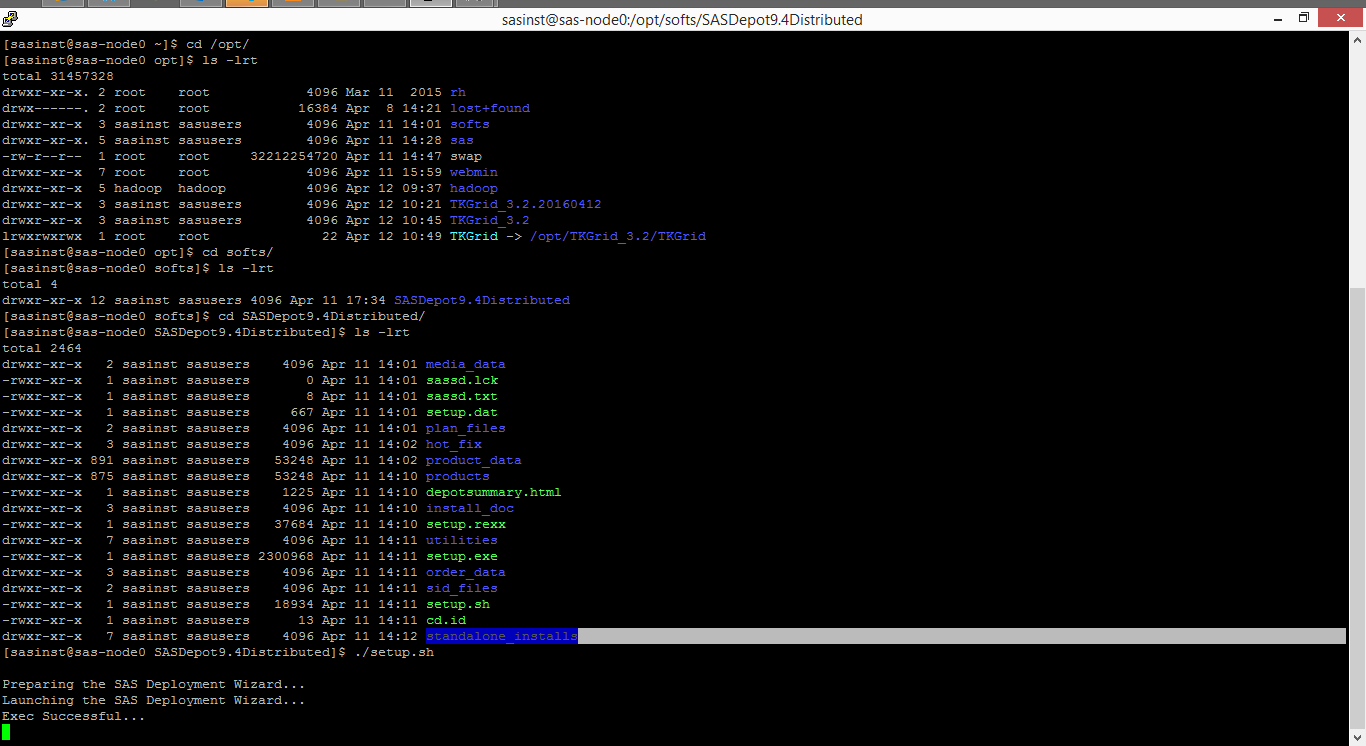 sasinst@sas-node0:/opt/softs/SASDepot9.4Distributed
[sasinst@sas-node0 ~]$ cd /opt/
[sasinst@sas-node0 opt]$ ls -lrt
total 31457328
drwxr-xr-x. 2 root    root            4096 Mar 11  2015 rh
drwx------. 2 root    root           16384 Apr  8 14:21 lost+found
drwxr-xr-x  3 sasinst sasusers        4096 Apr 11 14:01 softs
drwxr-xr-x. 5 sasinst sasusers        4096 Apr 11 14:28 sas
-rw-r--r--  1 root    root     32212254720 Apr 11 14:47 swap
drwxr-xr-x  7 root    root            4096 Apr 11 15:59 webmin
drwxr-xr-x  5 hadoop  hadoop          4096 Apr 12 09:37 hadoop
drwxr-xr-x  3 sasinst sasusers        4096 Apr 12 10:21 TKGrid_3.2.20160412
drwxr-xr-x  3 sasinst sasusers        4096 Apr 12 10:45 TKGrid_3.2
lrwxrwxrwx  1 root    root              22 Apr 12 10:49 TKGrid -> /opt/TKGrid_3.2/TKGrid
[sasinst@sas-node0 opt]$ cd softs/
[sasinst@sas-node0 softs]$ ls -lrt
total 4
drwxr-xr-x 12 sasinst sasusers 4096 Apr 11 17:34 SASDepot9.4Distributed
[sasinst@sas-node0 softs]$ cd SASDepot9.4Distributed/
[sasinst@sas-node0 SASDepot9.4Distributed]$ ls -lrt
total 2464
drwxr-xr-x   2 sasinst sasusers    4096 Apr 11 14:01 media_data
-rwxr-xr-x   1 sasinst sasusers       0 Apr 11 14:01 sassd.lck
-rwxr-xr-x   1 sasinst sasusers       8 Apr 11 14:01 sassd.txt
-rwxr-xr-x   1 sasinst sasusers     667 Apr 11 14:01 setup.dat
drwxr-xr-x   2 sasinst sasusers    4096 Apr 11 14:01 plan_files
drwxr-xr-x   3 sasinst sasusers    4096 Apr 11 14:02 hot_fix
drwxr-xr-x 891 sasinst sasusers   53248 Apr 11 14:02 product_data
drwxr-xr-x 875 sasinst sasusers   53248 Apr 11 14:10 products
-rwxr-xr-x   1 sasinst sasusers    1225 Apr 11 14:10 depotsummary.html
drwxr-xr-x   3 sasinst sasusers    4096 Apr 11 14:10 install_doc
-rwxr-xr-x   1 sasinst sasusers   37684 Apr 11 14:10 setup.rexx
drwxr-xr-x   7 sasinst sasusers    4096 Apr 11 14:11 utilities
-rwxr-xr-x   1 sasinst sasusers 2300968 Apr 11 14:11 setup.exe
drwxr-xr-x   3 sasinst sasusers    4096 Apr 11 14:11 order_data
drwxr-xr-x   2 sasinst sasusers    4096 Apr 11 14:11 sid_files
-rwxr-xr-x   1 sasinst sasusers   18934 Apr 11 14:11 setup.sh
-rwxr-xr-x   1 sasinst sasusers      13 Apr 11 14:11 cd.id
drwxr-xr-x   7 sasinst sasusers    4096 Apr 11 14:12 standalone_installs
[sasinst@sas-node0 SASDepot9.4Distributed]$ ./setup.sh
Preparing the SAS Deployment Wizard...
Launching the SAS Deployment Wizard...
Exec Successful...